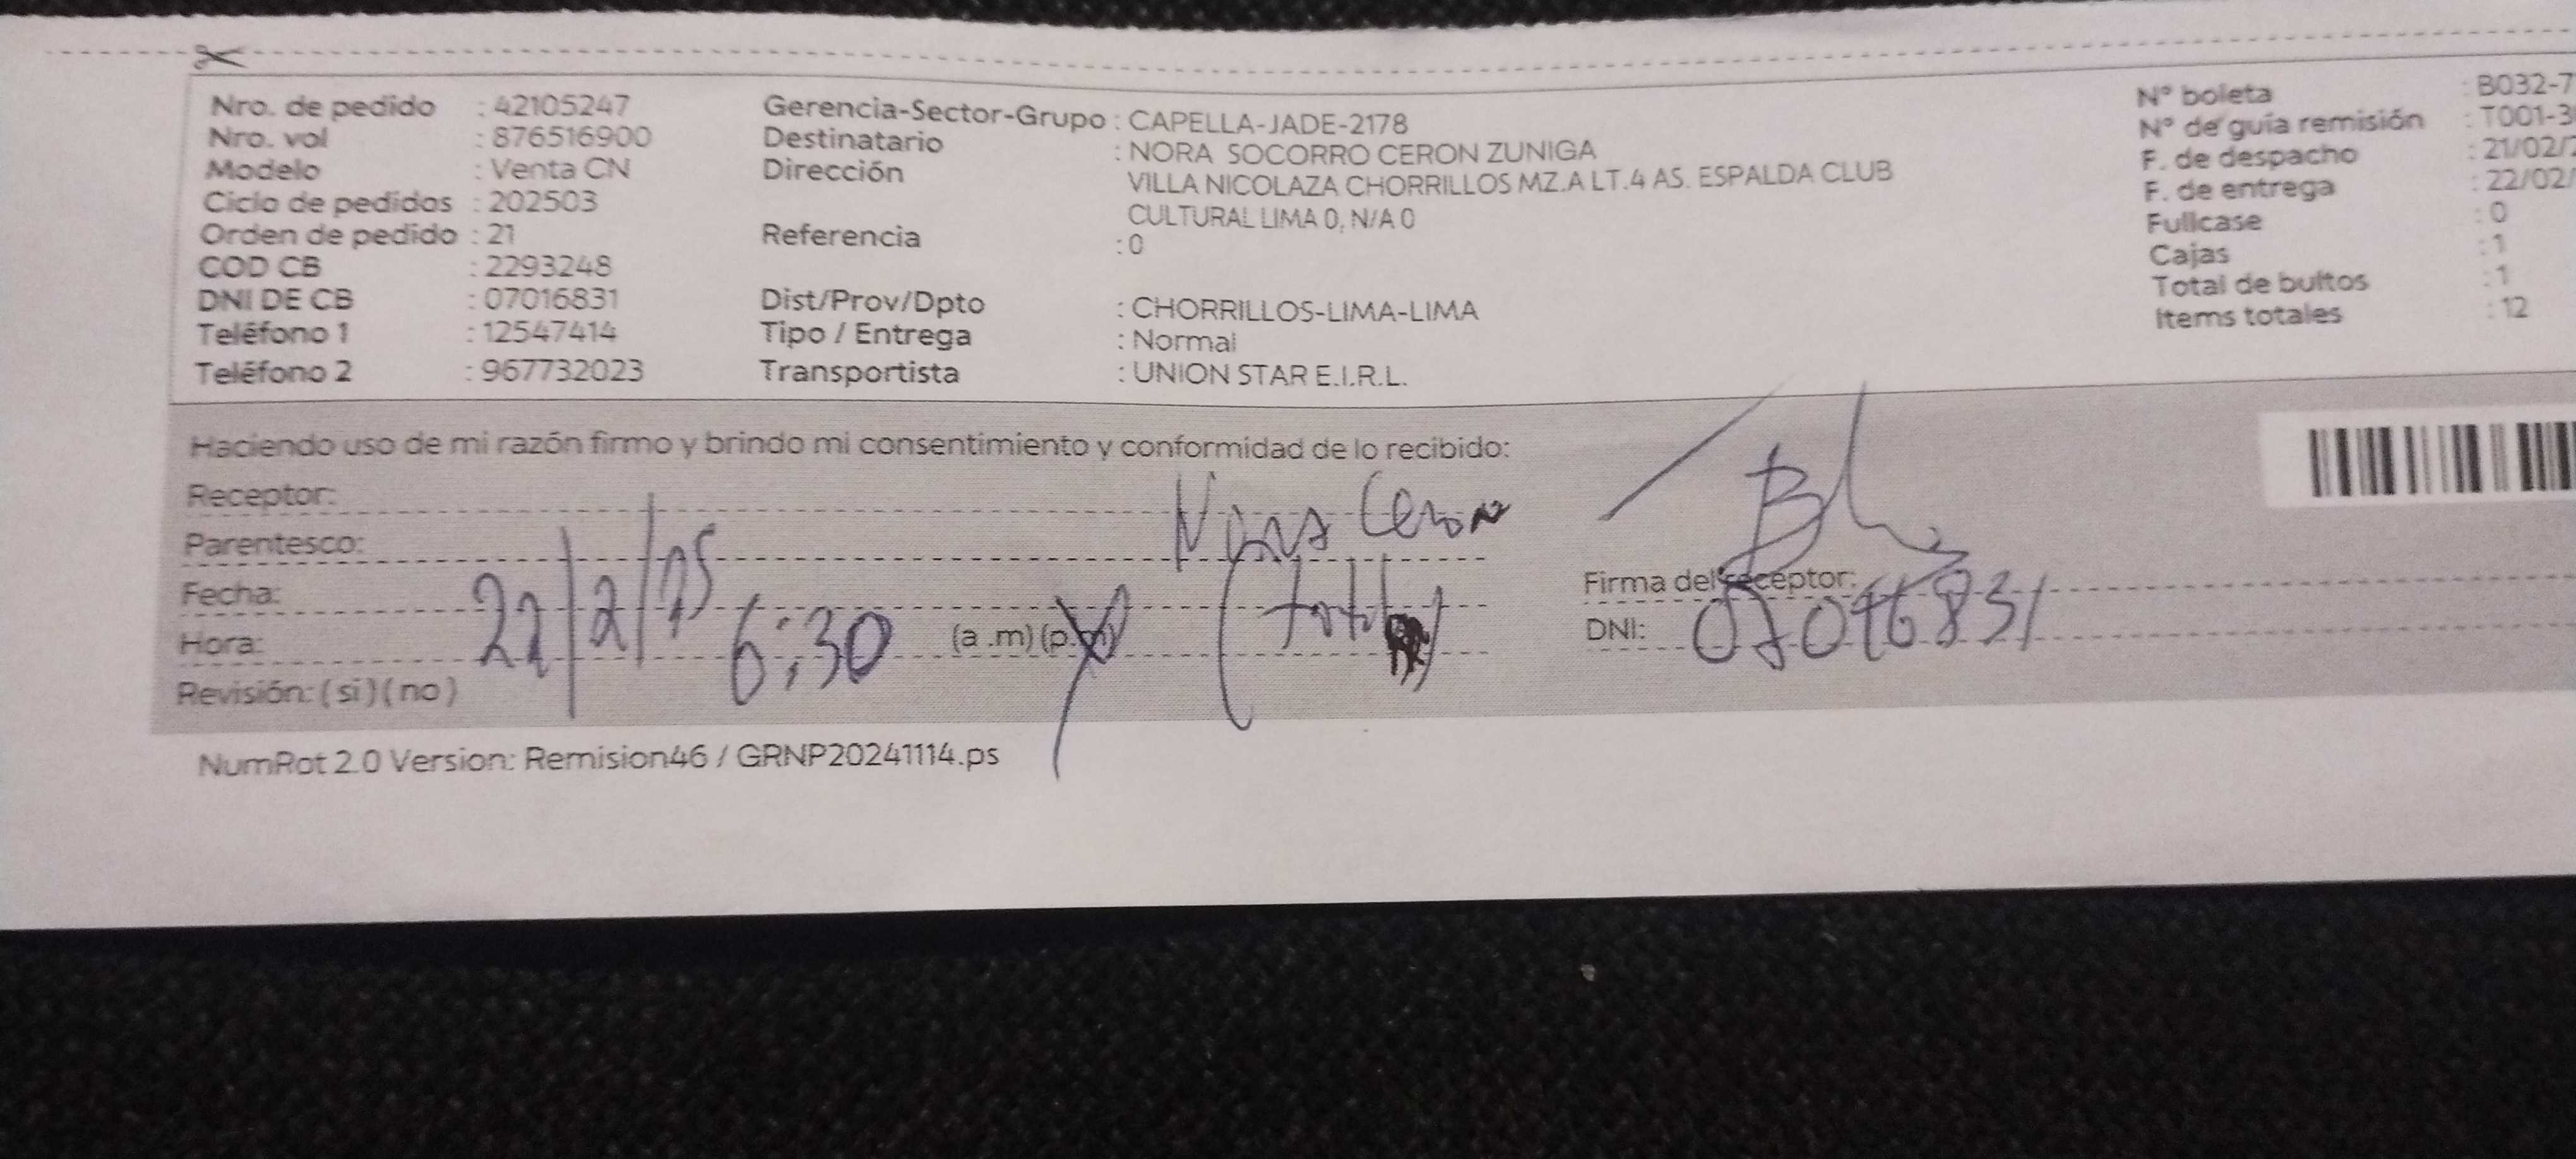 Nro. de pedido : 42105247
Nro. vol : 876516900
Modelo : Venta CN
Ciclo de pedidos : 202503
Orden de pedido : 21
COD CB : 2293248
DNI DE CB : 07016831
Teléfono 1 : 12547414
Teléfono 2 : 967732023
Gerencia-Sector-Grupo : CAPELLA-JADE-2178
Destinatario : NORA SOCORRO CERON ZUNIGA
Dirección VILLA NICOLAZA CHORRILLOS MZ.A LT.4 AS. ESPALDA CLUB
CULTURAL LIMA 0, N/A 0
Referencia : 0
Dist/Prov/Dpto : CHORRILLOS-LIMA-LIMA
Tipo / Entrega : Normal
Transportista : UNION STAR E.I.R.L.
Nº boleta : B032-7
Nº de guía remisión : T001-3
F. de despacho : 21/02/
F. de entrega : 22/02/
Fullcase : 0
Cajas : 1
Total de bultos : 1
Items totales : 12
Haciendo uso de mi razón firmo y brindo mi consentimiento y conformidad de lo recibido:
Receptor: Nora Ceron
Parentesco:
Fecha: 22/2/25
Hora: 6:30 (a .m) (p.m)
Revisión: ( si ) ( no )
Firma del receptor:
DNI: 07016831
NumRot 2.0 Version: Remision46 / GRNP20241114.ps